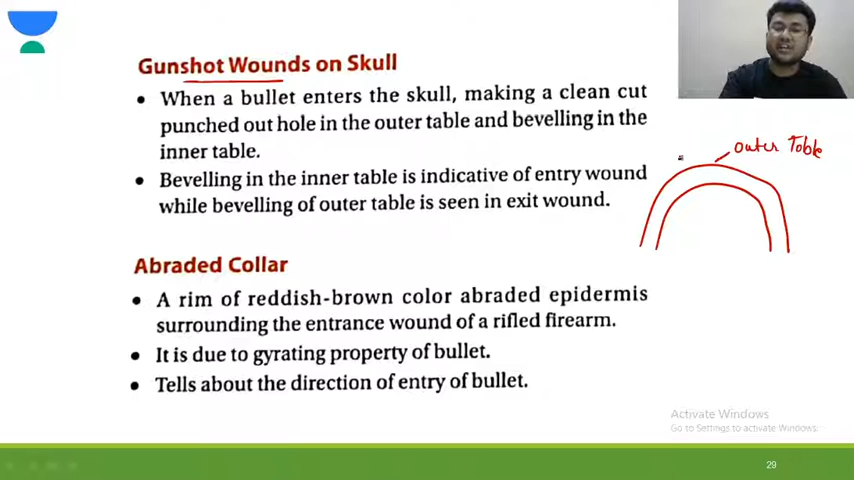 Gunshot Wounds on Skull
• When a bullet enters the skull, making a clean cut
punched out hole in the outer table and bevelling in the
inner table.
• Bevelling in the inner table is indicative of entry wound
while bevelling of outer table is seen in exit wound.
outer Table
Abraded Collar
• A rim of reddish-brown color abraded epidermis
surrounding the entrance wound of a rifled firearm.
• It is due to gyrating property of bullet.
• Tells about the direction of entry of bullet.
Activate Windows
Go to Settings to activate Windows.
29